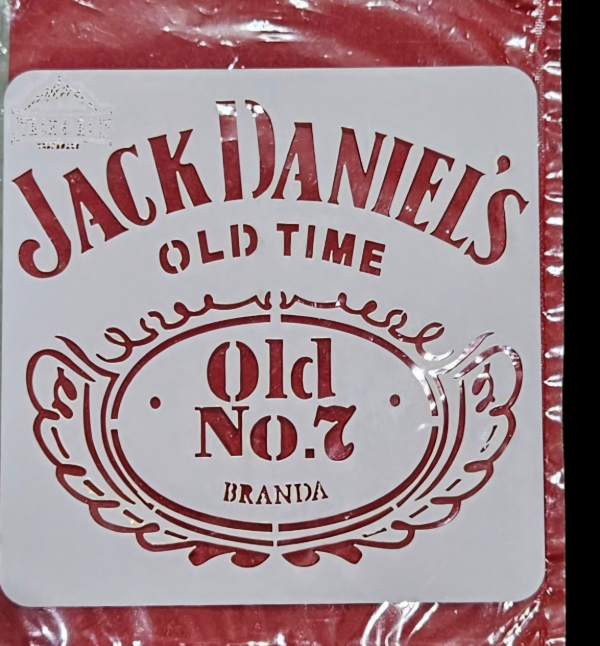 JACK DANIEL'S
OLD TIME
Old
No.7
BRANDA